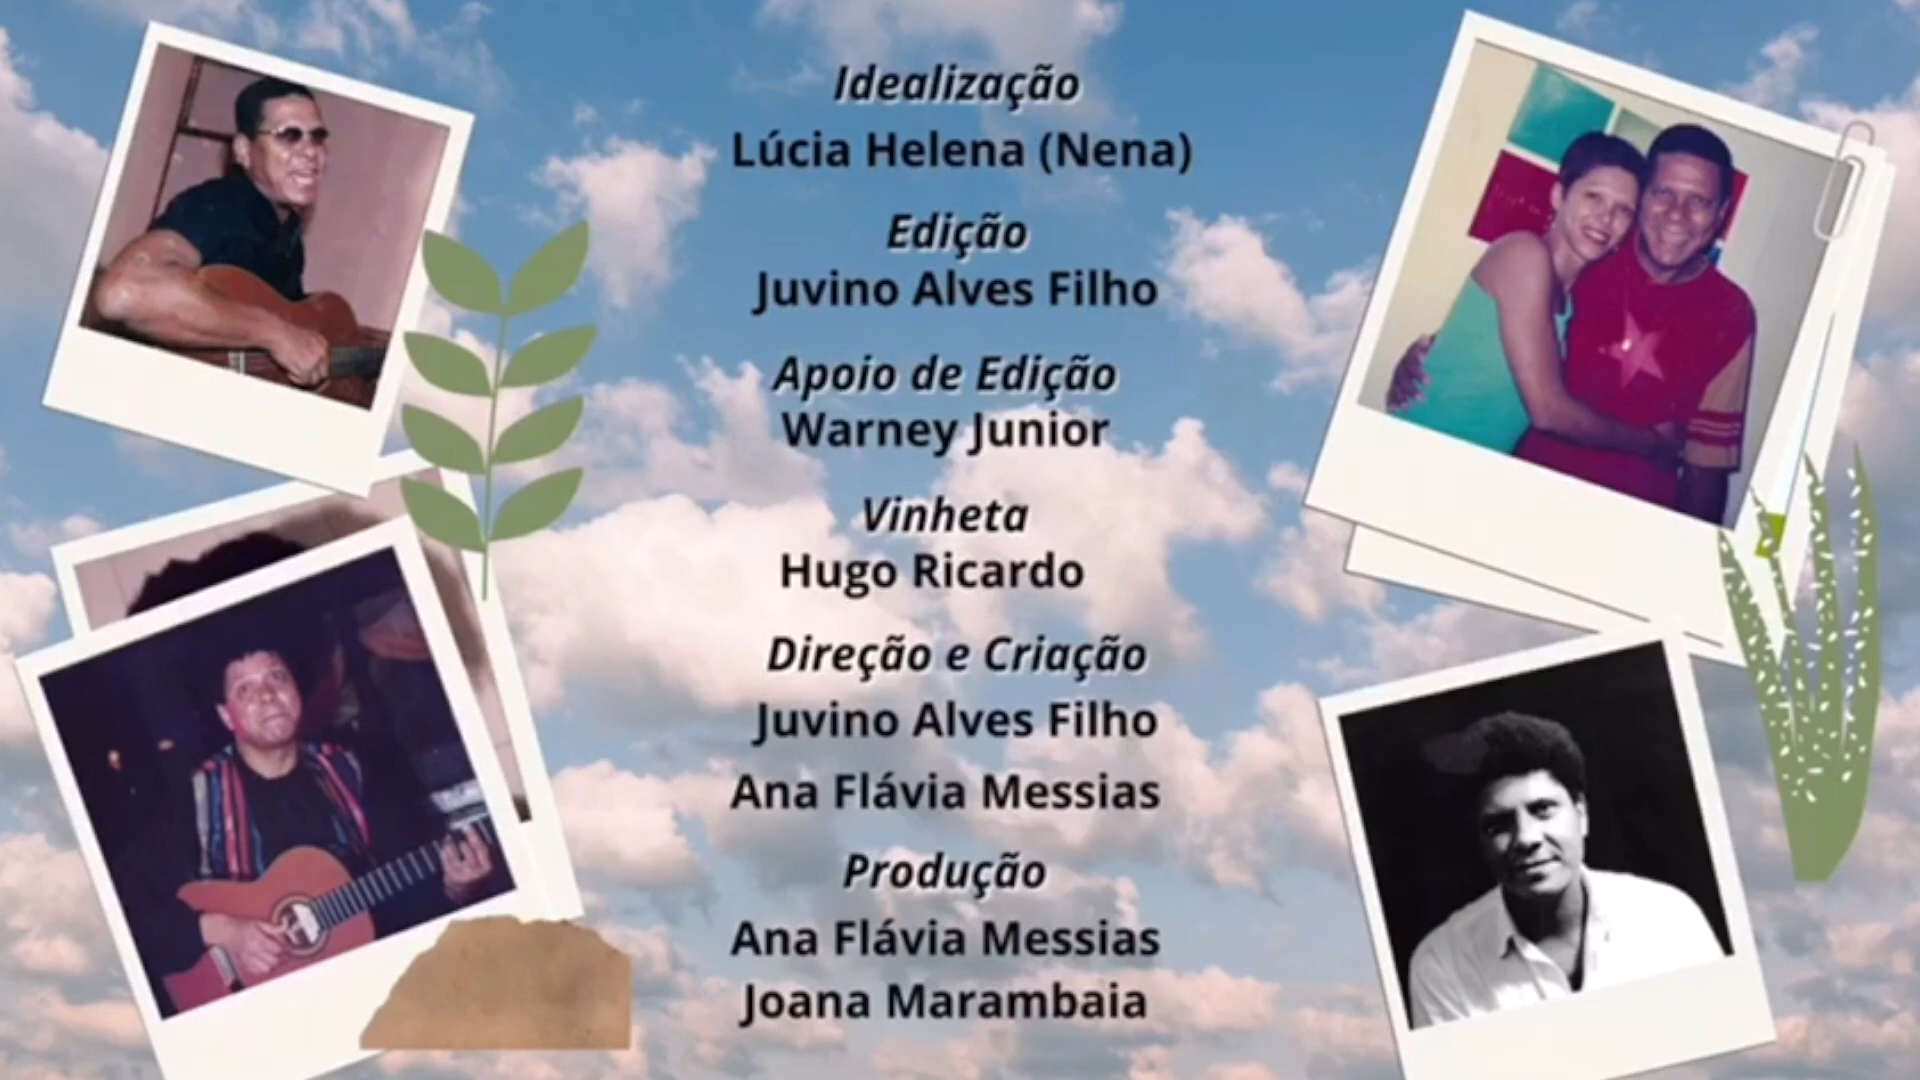 Idealização
Lúcia Helena (Nena)
Edição
Juvino Alves Filho
Apoio de Edição
Warney Junior
Vinheta
Hugo Ricardo
Direção e Criação
Juvino Alves Filho
Ana Flávia Messias
Produção
Ana Flávia Messias
Joana Marambaia